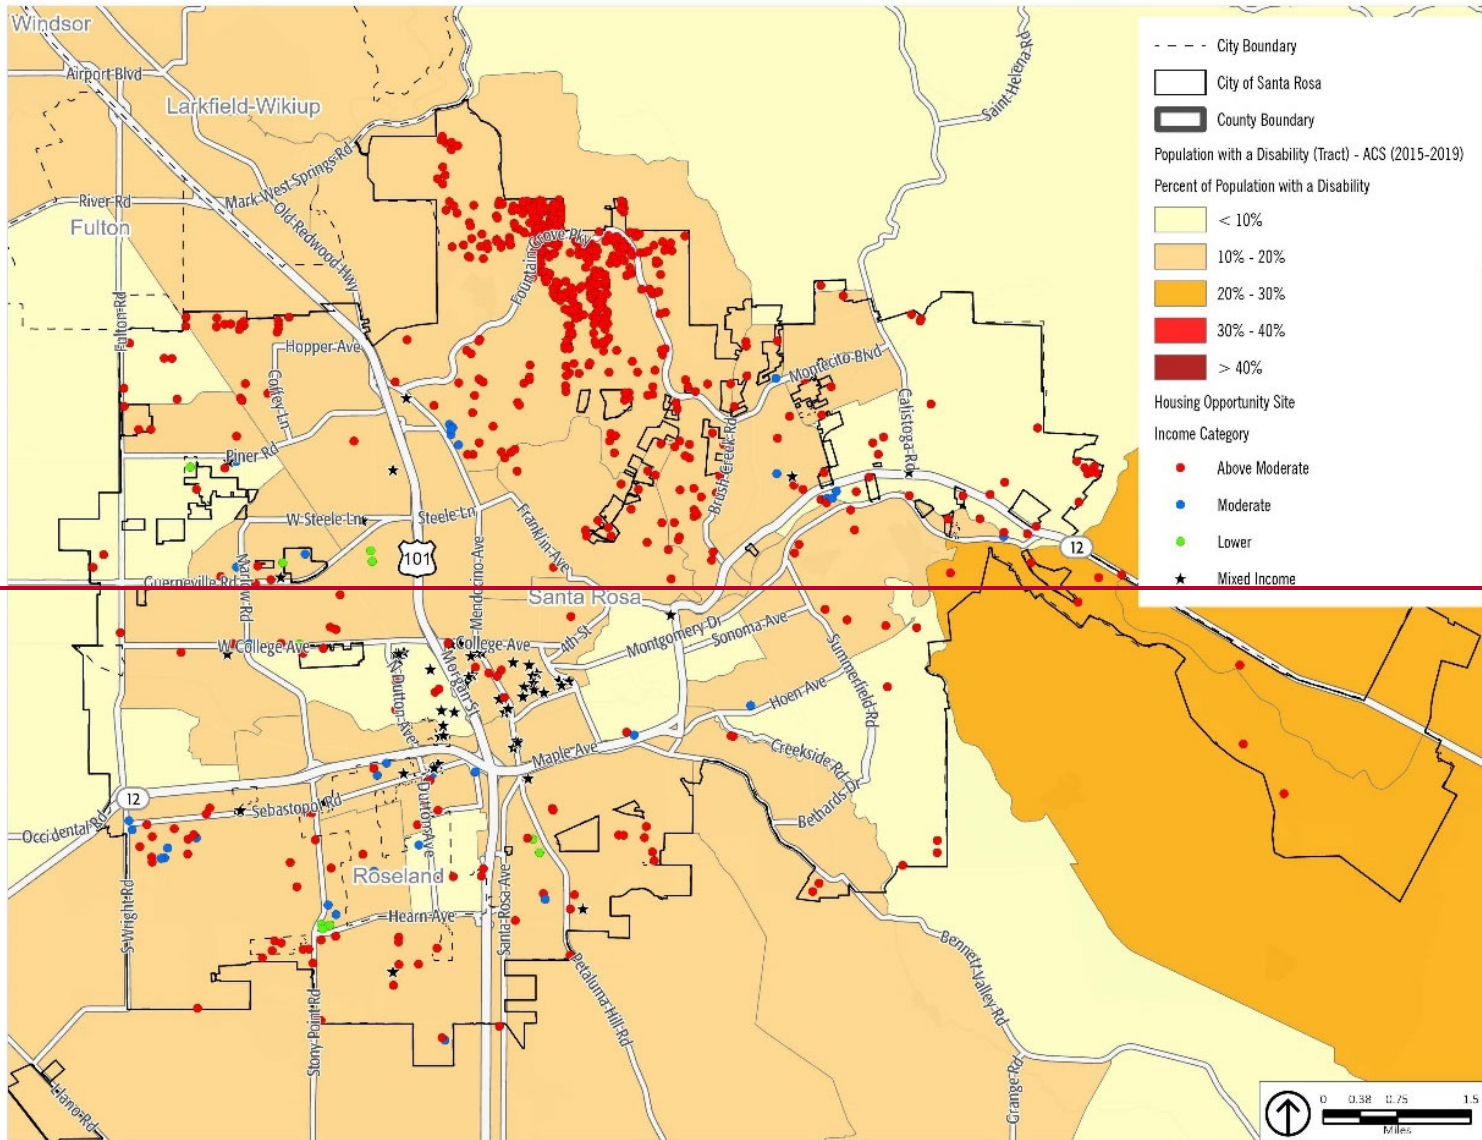 Windsor
Airport Blvd
Larkfield-Wikiup
Saint-Helena-Rd
River Rd
Mark West Springs Rd
Old-Redwood-Hwy
Fulton
Fulton-Rd
Fountain Grove Pky
Hopper Ave
Coffey-Ln
Montecito-Blvd
Calistoga-Rd
Piner Rd
Brush-Creek-Rd
W-Steele-Ln
Steele-Ln
Franklin-Ave
101
Mendocino-Ave
12
Guerneville Rd
Marlow-Rd
Santa Rosa
W College Ave
College-Ave
4th-St
Montgomery-Dr
Sonoma-Ave
Summerfield-Rd
N-Dutton-Ave
Morgan-St
Hoen-Ave
Maple Ave
Creekside-Rd
Bethards-Dr
12
Sebastopol Rd
Occidental-Rd
Dutton-Ave
Roseland
S-Wright-Rd
Hearn-Ave
Santa-Rosa-Ave
Stony-Point-Rd
Petaluma-Hill-Rd
Bennett-Valley-Rd
Grange-Rd
Llano-Rd
City Boundary
City of Santa Rosa
County Boundary
Population with a Disability (Tract) - ACS (2015-2019)
Percent of Population with a Disability
< 10%
10% - 20%
20% - 30%
30% - 40%
> 40%
Housing Opportunity Site
Income Category
Above Moderate
Moderate
Lower
Mixed Income
0 0.38 0.75 1.5
Miles